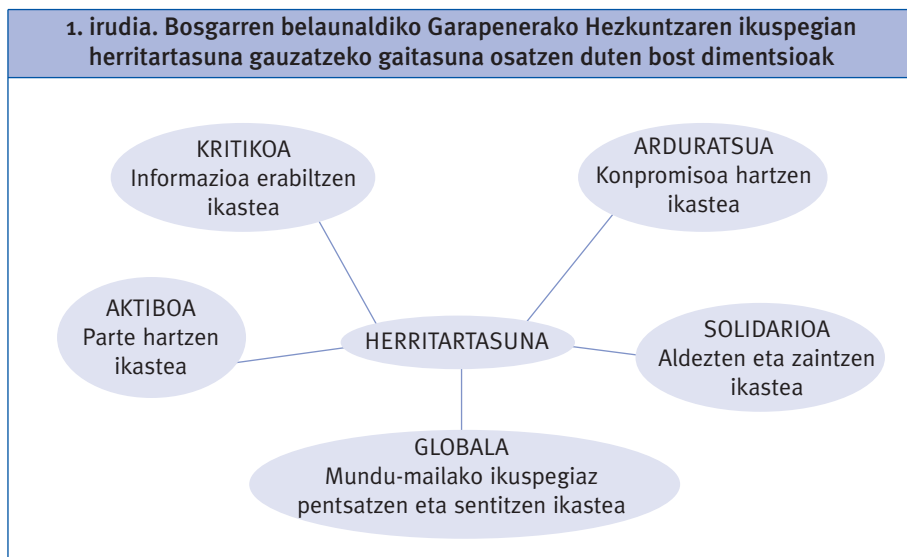 1. irudia. Bosgarren belaunaldiko Garapenerako Hezkuntzaren ikuspegian
herritartasuna gauzatzeko gaitasuna osatzen duten bost dimentsioak
KRITIKOA
Informazioa erabiltzen
ikastea
ARDURATSUA
Konpromisoa hartzen
ikastea
AKTIBOA
Parte hartzen
ikastea
HERRITARTASUNA
SOLIDARIOA
Aldezten eta zaintzen
ikastea
GLOBALA
Mundu-mailako ikuspegiaz
pentsatzen eta sentitzen ikastea